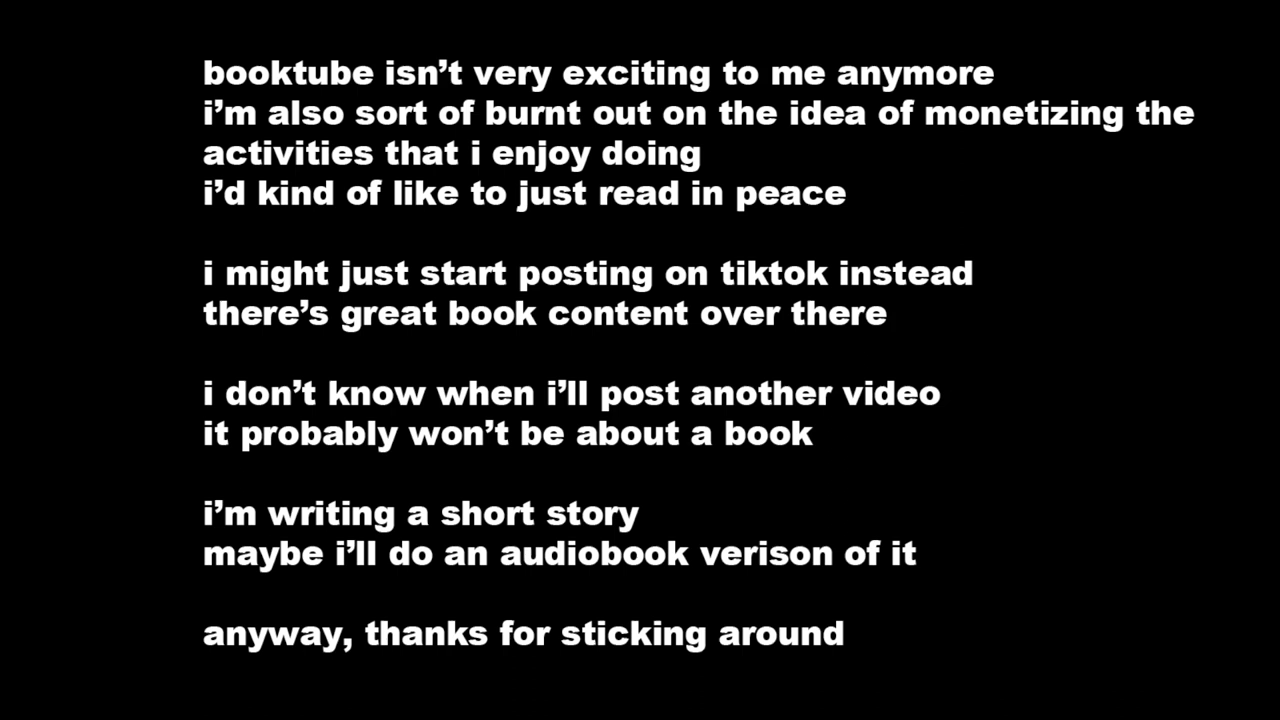 booktube isn’t very exciting to me anymore
i’m also sort of burnt out on the idea of monetizing the
activities that i enjoy doing
i’d kind of like to just read in peace
i might just start posting on tiktok instead
there’s great book content over there
i don’t know when i’ll post another video
it probably won’t be about a book
i’m writing a short story
maybe i’ll do an audiobook verison of it
anyway, thanks for sticking around